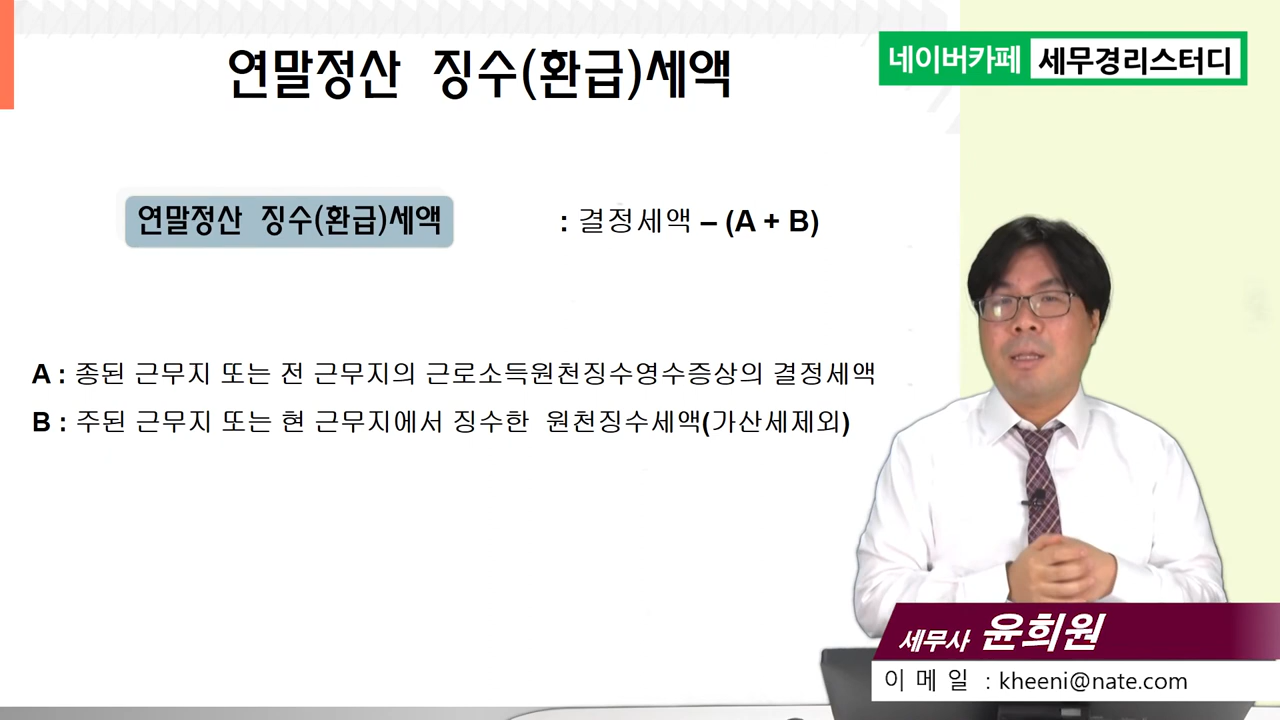 연말정산 징수(환급)세액
네이버카페 세무경리스터디
연말정산 징수(환급)세액 : 결정세액 – (A + B)
A : 종된 근무지 또는 전 근무지의 근로소득원천징수영수증상의 결정세액
B : 주된 근무지 또는 현 근무지에서 징수한 원천징수세액(가산세제외)
세무사 윤희원
이 메 일 : kheeni@nate.com